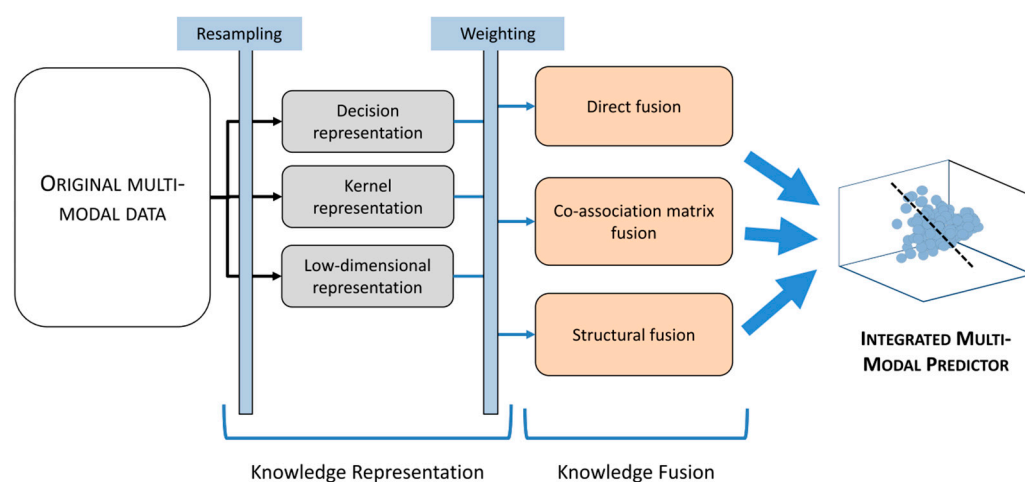 Resampling
Weighting
ORIGINAL MULTI-
MODAL DATA
Decision
representation
Kernel
representation
Low-dimensional
representation
Direct fusion
Co-association matrix
fusion
Structural fusion
INTEGRATED MULTI-
MODAL PREDICTOR
Knowledge Representation
Knowledge Fusion